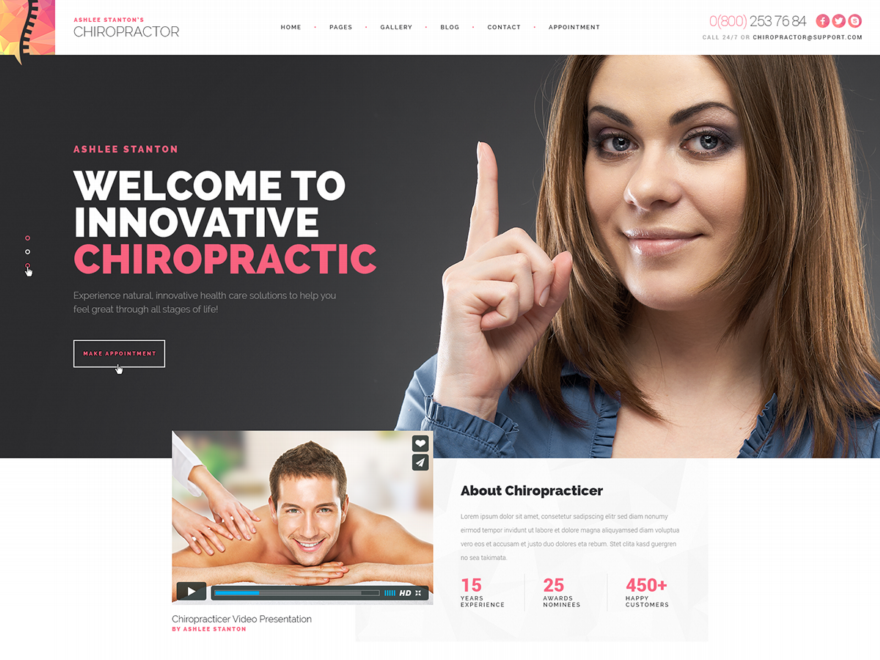 ASHLEE STANTON'S
CHIROPRACTOR
HOME PAGES GALLERY BLOG CONTACT APPOINTMENT
0(800) 253 76 84
CALL 24/7 OR CHIROPRACTOR@SUPPORT.COM
ASHLEE STANTON
WELCOME TO
INNOVATIVE
CHIROPRACTIC
Experience natural, innovative health care solutions to help you
feel great through all stages of life!
MAKE APPOINTMENT
HD
Chiropracticer Video Presentation
BY ASHLEE STANTON
About Chiropracticer
Lorem ipsum dolor sit amet, consetetur sadipscing elitr sed diam nonumy
eirmod tempor invidunt ut labore et dolore magna aliquyamsed diam voluptua
vero eos et accusam et justo duo dolores eta rebum. Stet clita kasd guergren
no sea takimata.
15
YEARS
EXPERIENCE
25
AWARDS
NOMINEES
450+
HAPPY
CUSTOMERS